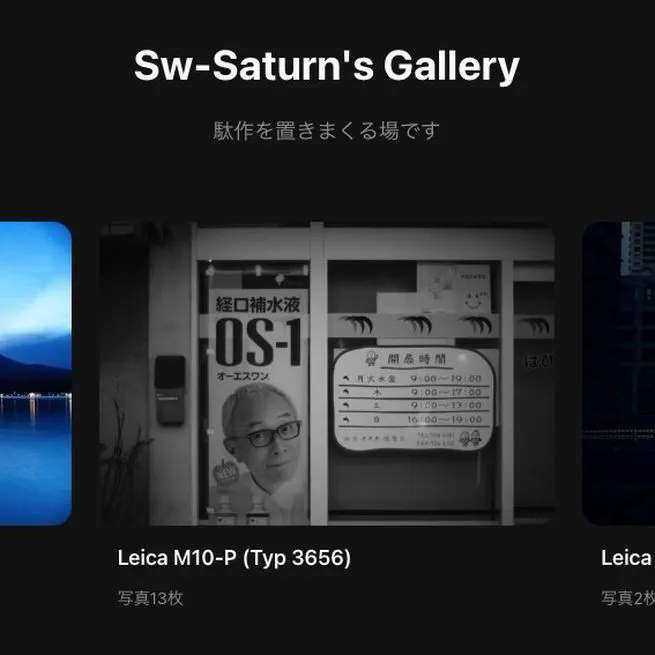 Sw-Saturn's Gallery
駄作を置きまくる場です
経口補水液
OS-1
オーエスワン
NEW
開局時間
月火水金 9:00〜19:00
木 9:00〜17:00
土 9:00〜13:00
日 16:00〜19:00
Leica M10-P (Typ 3656)
写真13枚
Leica
写真2枚